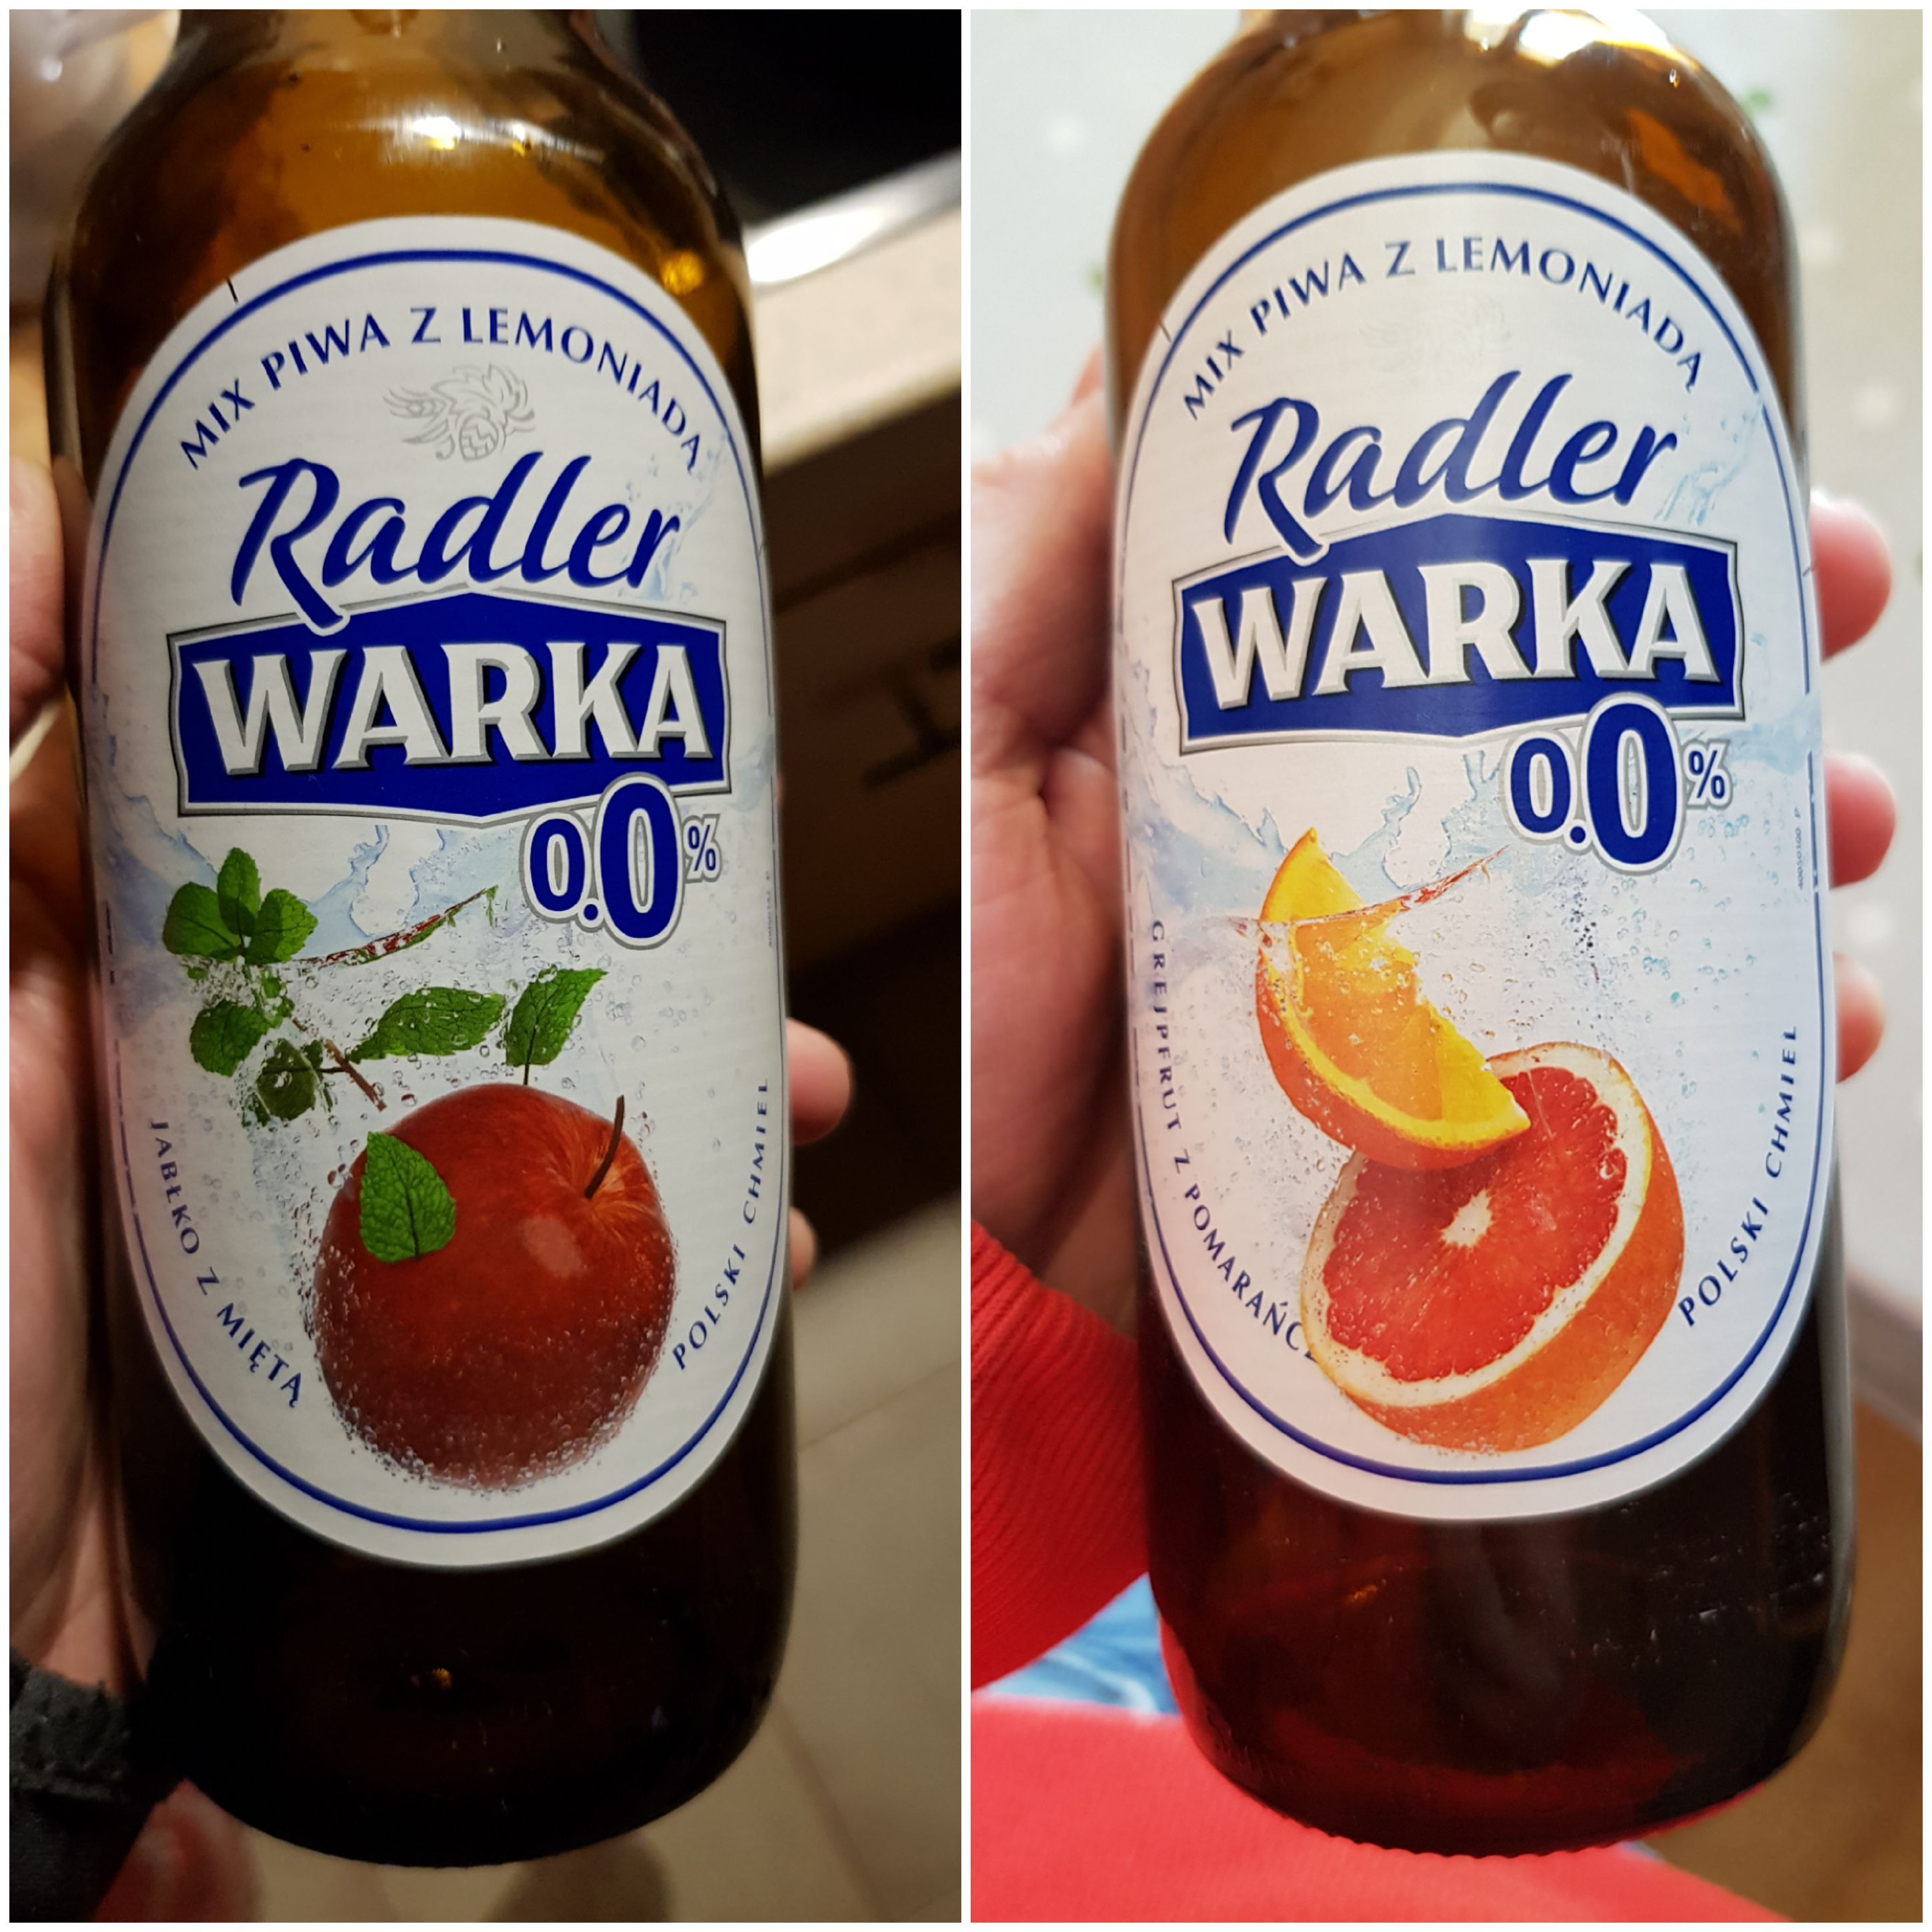 MIX PIWA Z LEMONIADĄ
Radler
WARKA
0.0%
JABŁKO Z MIĘTĄ
POLSKI CHMIEL
MIX PIWA Z LEMONIADĄ
Radler
WARKA
0.0%
GREJPFRUT Z POMARAŃC
POLSKI CHMIEL